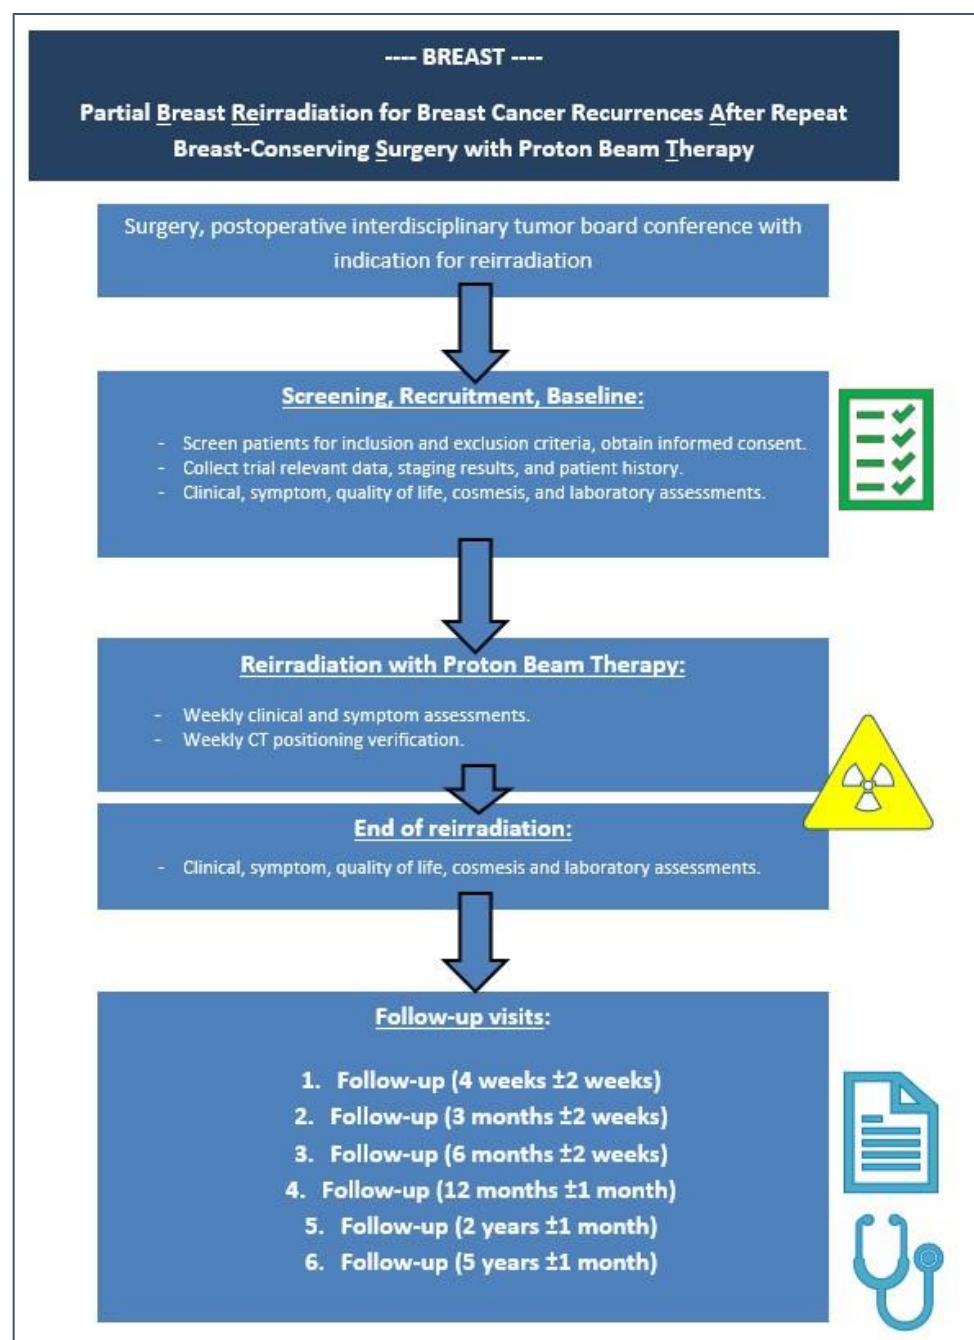 ---- BREAST ----
Partial Breast Reirradiation for Breast Cancer Recurrences After Repeat
Breast-Conserving Surgery with Proton Beam Therapy
Surgery, postoperative interdisciplinary tumor board conference with
indication for reirradiation
Screening, Recruitment, Baseline:
- Screen patients for inclusion and exclusion criteria, obtain informed consent.
- Collect trial relevant data, staging results, and patient history.
- Clinical, symptom, quality of life, cosmesis, and laboratory assessments.
Reirradiation with Proton Beam Therapy:
- Weekly clinical and symptom assessments.
- Weekly CT positioning verification.
End of reirradiation:
- Clinical, symptom, quality of life, cosmesis and laboratory assessments.
Follow-up visits:
1. Follow-up (4 weeks ±2 weeks)
2. Follow-up (3 months ±2 weeks)
3. Follow-up (6 months ±2 weeks)
4. Follow-up (12 months ±1 month)
5. Follow-up (2 years ±1 month)
6. Follow-up (5 years ±1 month)